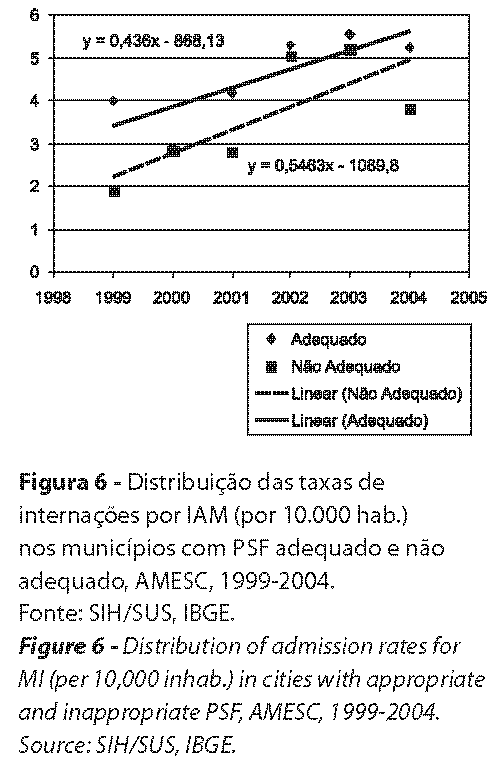 6
5
4
3
2
1
0
y = 0,436x - 868,13
y = 0,5463x - 1089,8
1998 1999 2000 2001 2002 2003 2004 2005
Adequado
Não Adequado
Linear (Não Adequado)
Linear (Adequado)
Figura 6 - Distribuição das taxas de
internações por IAM (por 10.000 hab.)
nos municípios com PSF adequado e não
adequado, AMESC, 1999-2004.
Fonte: SIH/SUS, IBGE.
Figure 6 - Distribution of admission rates for
MI (per 10,000 inhab.) in cities with appropriate
and inappropriate PSF, AMESC, 1999-2004.
Source: SIH/SUS, IBGE.